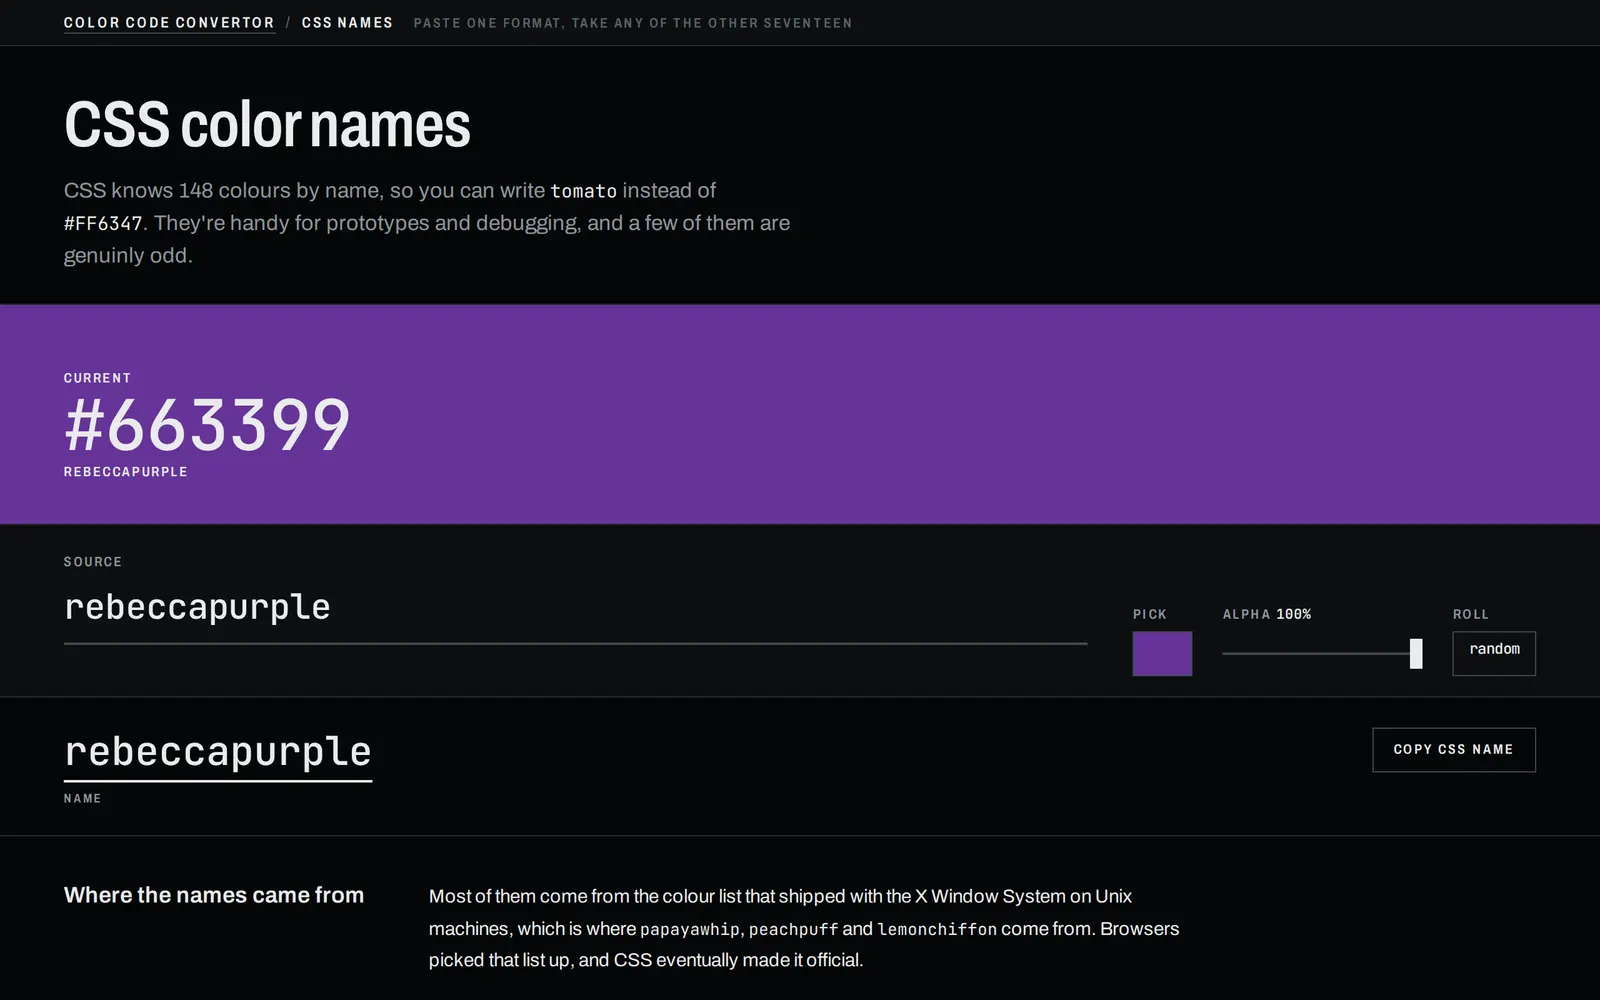 COLOR CODE CONVERTOR / CSS NAMES PASTE ONE FORMAT, TAKE ANY OF THE OTHER SEVENTEEN
CSS color names
CSS knows 148 colours by name, so you can write tomato instead of
#FF6347. They're handy for prototypes and debugging, and a few of them are
genuinely odd.
CURRENT
#663399
REBECCAPURPLE
SOURCE
rebeccapurple
PICK
ALPHA 100%
ROLL
random
rebeccapurple
NAME
COPY CSS NAME
Where the names came from
Most of them come from the colour list that shipped with the X Window System on Unix
machines, which is where papayawhip, peachpuff and lemonchiffon come from. Browsers
picked that list up, and CSS eventually made it official.